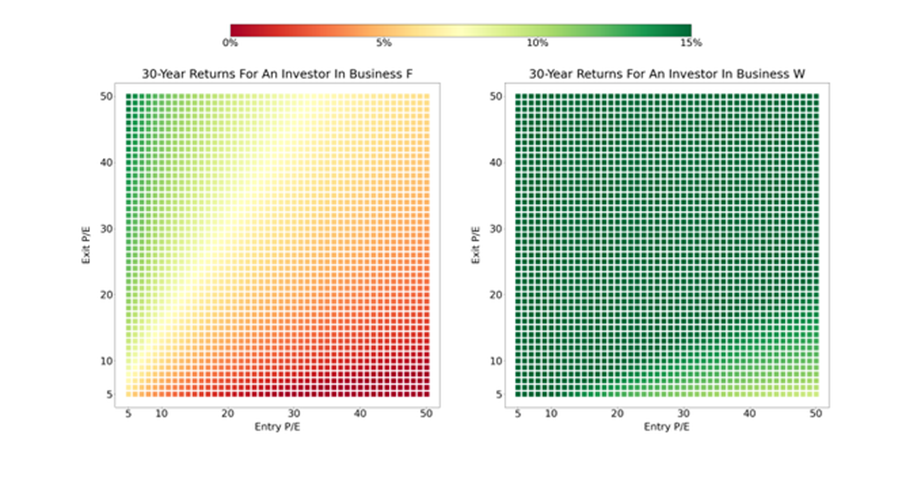 0% 5% 10% 15%
30-Year Returns For An Investor In Business F
50
40
30
20
10
5
Exit P/E
5 10 20 30 40 50
Entry P/E
30-Year Returns For An Investor In Business W
50
40
30
20
10
5
Exit P/E
5 10 20 30 40 50
Entry P/E